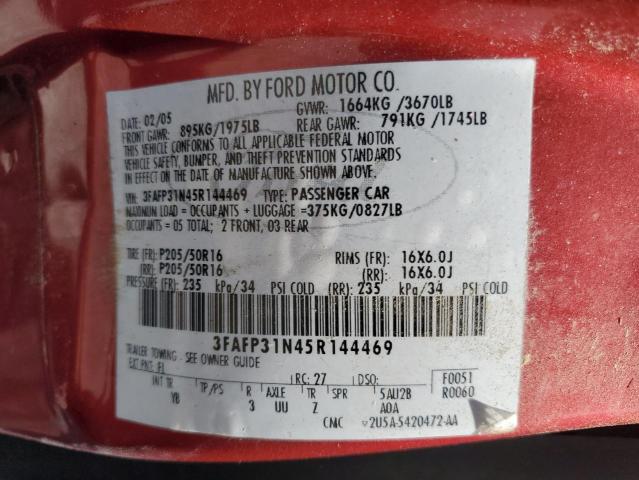 MFD. BY FORD MOTOR CO.
DATE: 02/05 GVWR: 1664KG /3670LB
FRONT GAWR: 895KG/1975LB REAR GAWR: 791KG /1745LB
THIS VEHICLE CONFORMS TO ALL APPLICABLE FEDERAL MOTOR
VEHICLE SAFETY, BUMPER, AND THEFT PREVENTION STANDARDS
IN EFFECT ON THE DATE OF MANUFACTURE SHOWN ABOVE.
VIN: 3FAFP31N45R144469 TYPE: PASSENGER CAR
MAXIMUM LOAD = OCCUPANTS + LUGGAGE =375KG/0827LB
OCCUPANTS = 05 TOTAL: 2 FRONT, 03 REAR
TIRE (FR): P205/50R16 RIMS (FR): 16X6.0J
(RR): P205/50R16 (RR): 16X6.0J
PRESSURE (FR): 235 kPa/34 PSI COLD (RR): 235 kPa/34 PSI COLD
3FAFP31N45R144469
TRAILER TOWING - SEE OWNER GUIDE
EXT PNT: FL RC: 27 DSO: F0051
INT TR TP/PS R AXLE TR SPR 5AU2B R0060
YB 3 UU Z AOA
CMC 2U5A-5420472-AA